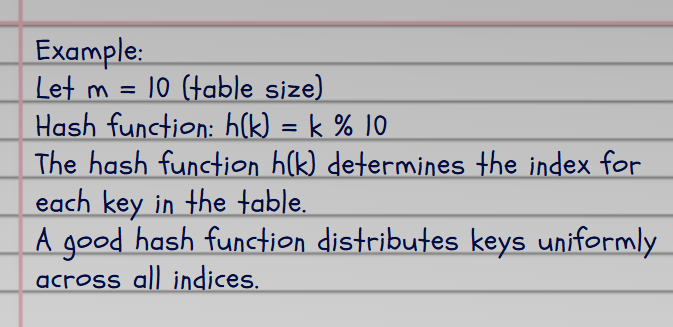 Example:
Let m = 10 (table size)
Hash function: h(k) = k % 10
The hash function h(k) determines the index for
each key in the table.
A good hash function distributes keys uniformly
across all indices.